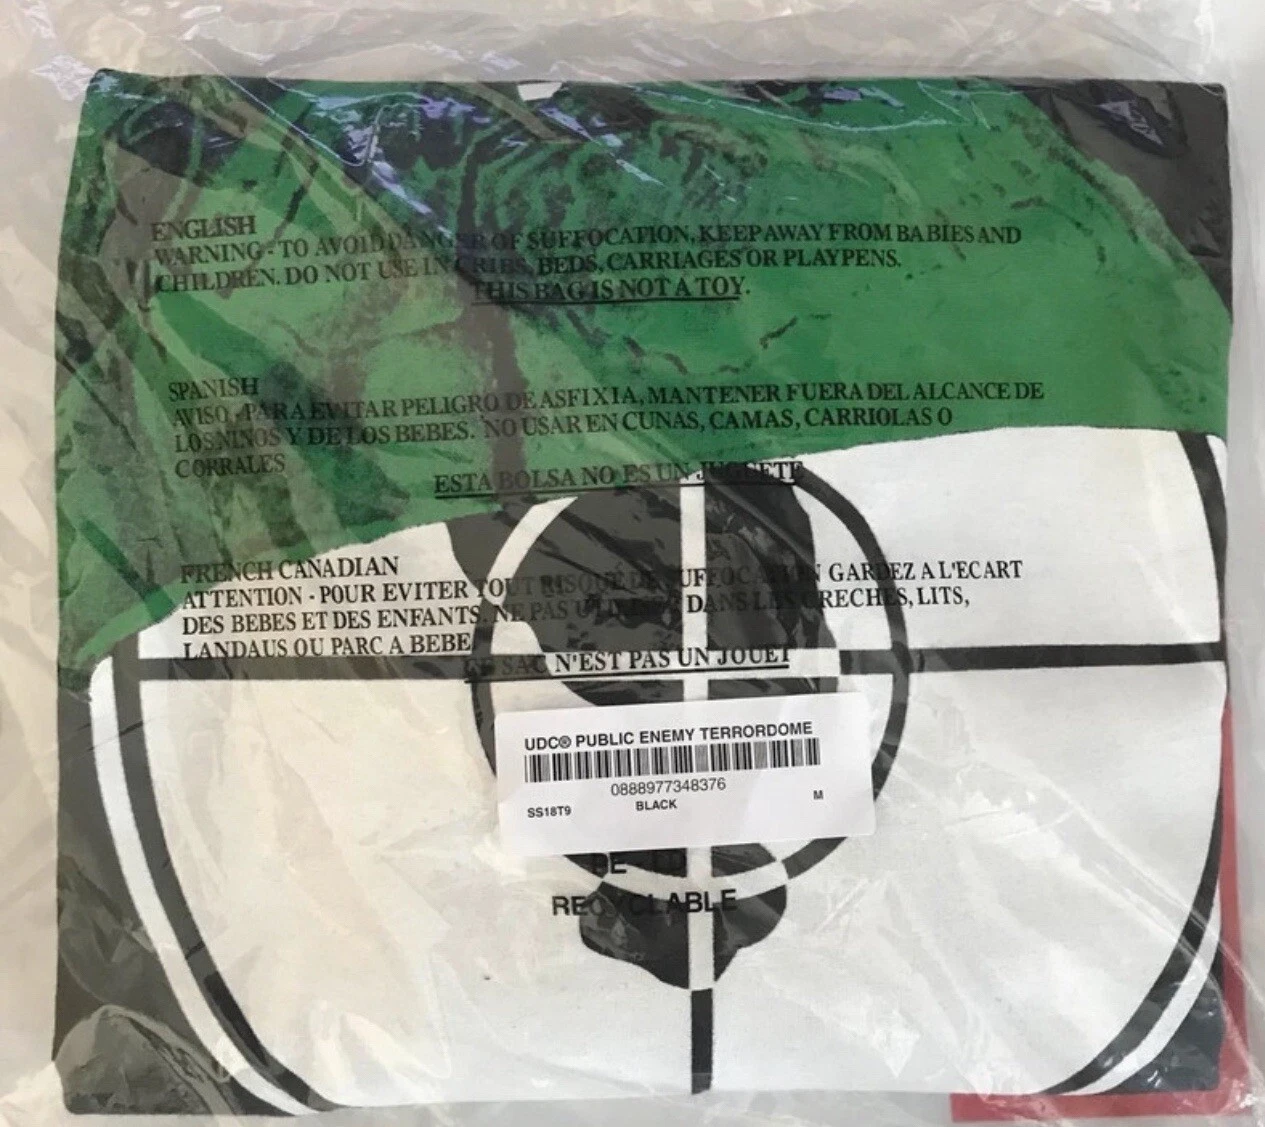 ENGLISH
WARNING - TO AVOID DANGER OF SUFFOCATION, KEEP AWAY FROM BABIES AND
CHILDREN. DO NOT USE IN CRIBS, BEDS, CARRIAGES OR PLAYPENS.
THIS BAG IS NOT A TOY.
SPANISH
AVISO, PARA EVITAR PELIGRO DE ASFIXIA, MANTENER FUERA DEL ALCANCE DE
LOS NINOS Y DE LOS BEBES. NO USAR EN CUNAS, CAMAS, CARRIOLAS O
CORRALES
ESTA BOLSA NO ES UN JUGUETE
FRENCH CANADIAN
ATTENTION - POUR EVITER TOUT RISQUE DE SUFFOCATION GARDEZ A L'ECART
DES BEBES ET DES ENFANTS. NE PAS UTILISER DANS LES CRECHES, LITS,
LANDAUS OU PARC A BEBE
CE SAC N'EST PAS UN JOUET
UDC® PUBLIC ENEMY TERRORDOME
0888977348376
SS18T9 BLACK M
RECYCLABLE